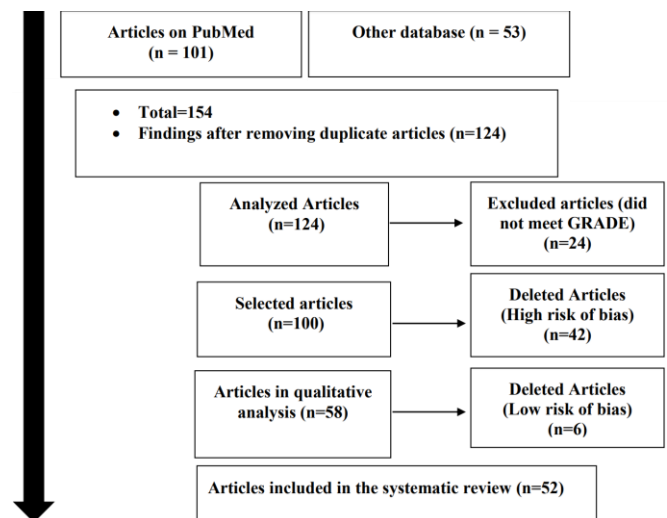 Articles on PubMed
(n = 101)
Other database (n = 53)
• Total=154
• Findings after removing duplicate articles (n=124)
Analyzed Articles
(n=124)
Excluded articles (did
not meet GRADE)
(n=24)
Selected articles
(n=100)
Deleted Articles
(High risk of bias)
(n=42)
Articles in qualitative
analysis (n=58)
Deleted Articles
(Low risk of bias)
(n=6)
Articles included in the systematic review (n=52)